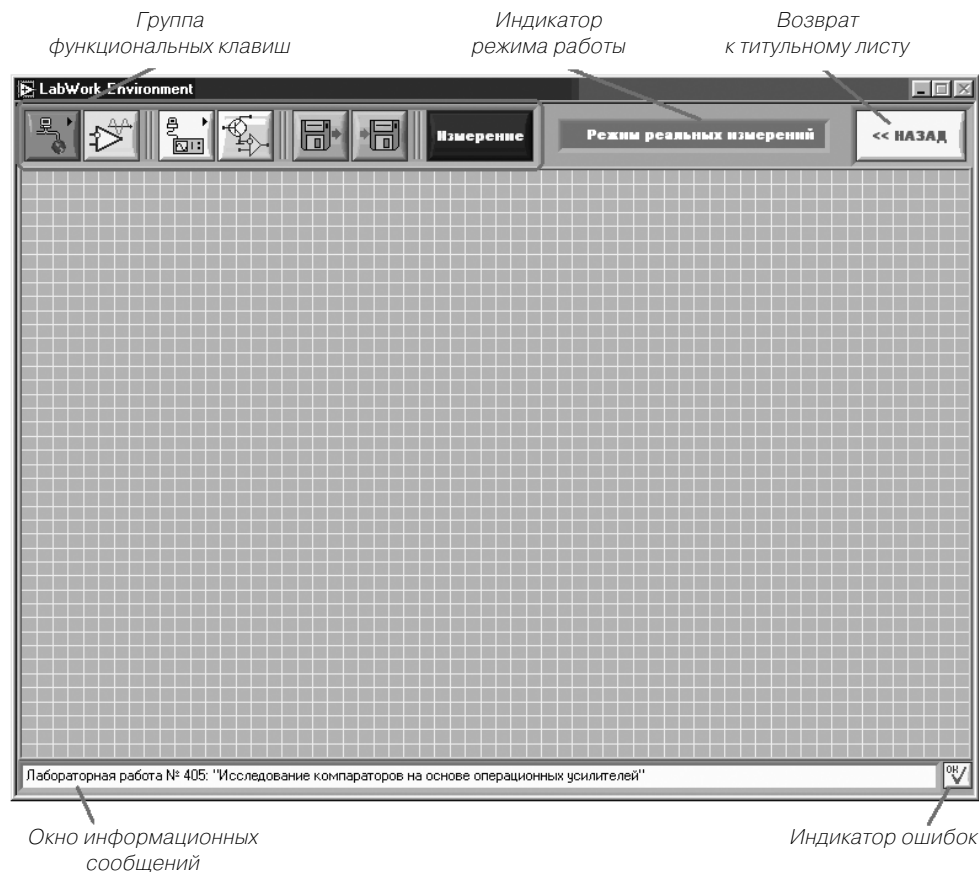 Группа
функциональных клавиш
Индикатор
режима работы
Возврат
к титульному листу
LabWork Environment
Измерение
Режим реальных измерений
<< НАЗАД
Лабораторная работа № 405: "Исследование компараторов на основе операционных усилителей"
OK
Окно информационных
сообщений
Индикатор ошибок